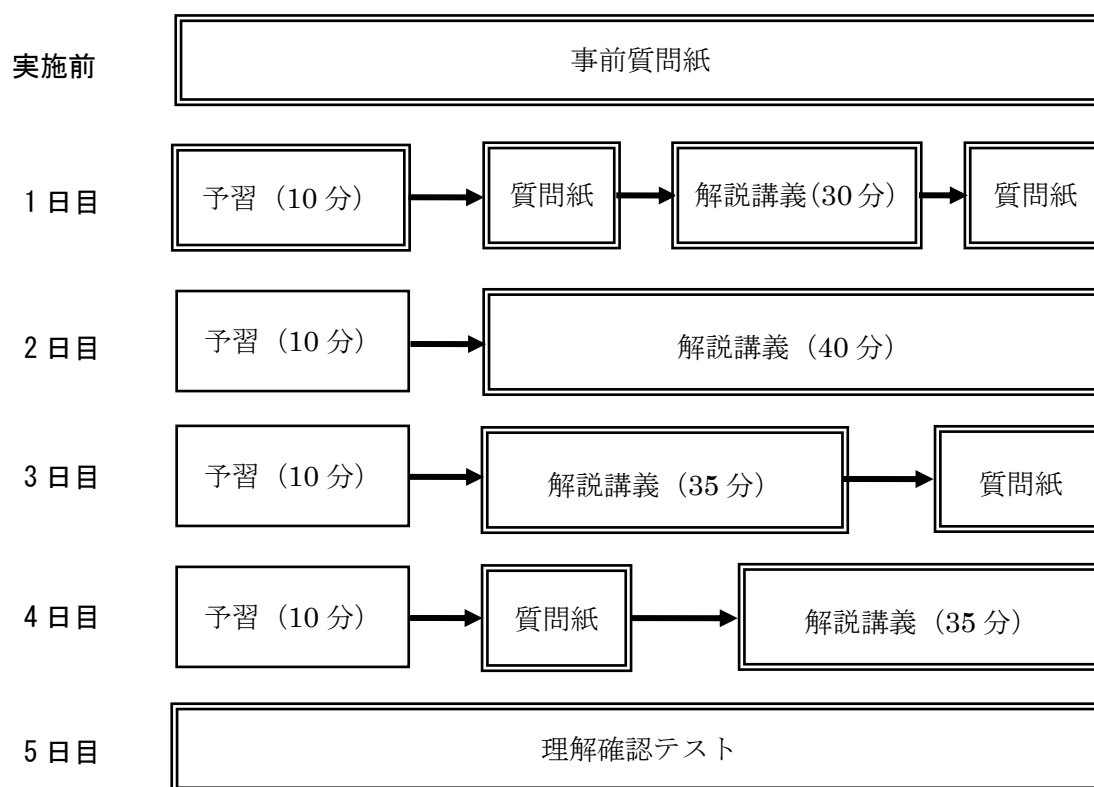 実施前 事前質問紙
1日目 予習（10分） 質問紙 解説講義（30分） 質問紙
2日目 予習（10分） 解説講義（40分）
3日目 予習（10分） 解説講義（35分） 質問紙
4日目 予習（10分） 質問紙 解説講義（35分）
5日目 理解確認テスト